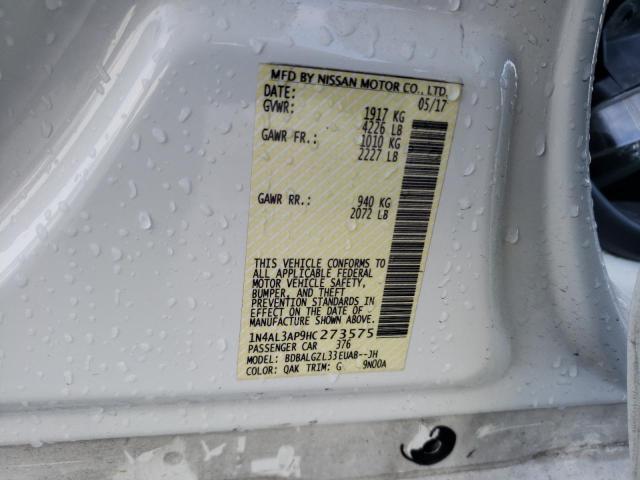 MFD BY NISSAN MOTOR CO., LTD.
DATE: 05/17
GVWR: 1917 KG
4226 LB
GAWR FR.: 1010 KG
2227 LB
GAWR RR.: 940 KG
2072 LB
THIS VEHICLE CONFORMS TO
ALL APPLICABLE FEDERAL
MOTOR VEHICLE SAFETY,
BUMPER, AND THEFT
PREVENTION STANDARDS
IN EFFECT ON THE DATE OF
MANUFACTURE SHOWN ABOVE.
1N4AL3AP9HC273575
PASSENGER CAR 376
MODEL: BDBALGZL33EUAB--JH
COLOR: QAK TRIM: G 9N00A